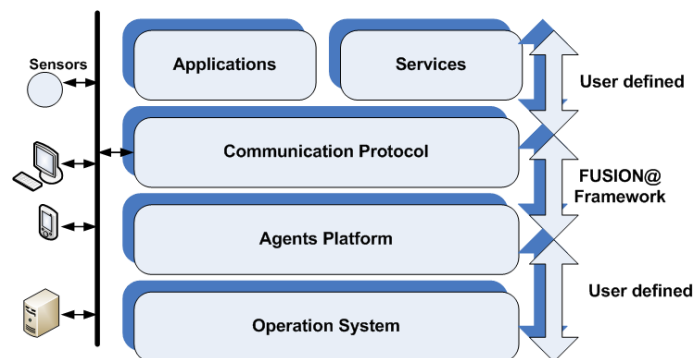 Applications
Services
Sensors
User defined
Communication Protocol
FUSION@
Framework
Agents Platform
User defined
Operation System